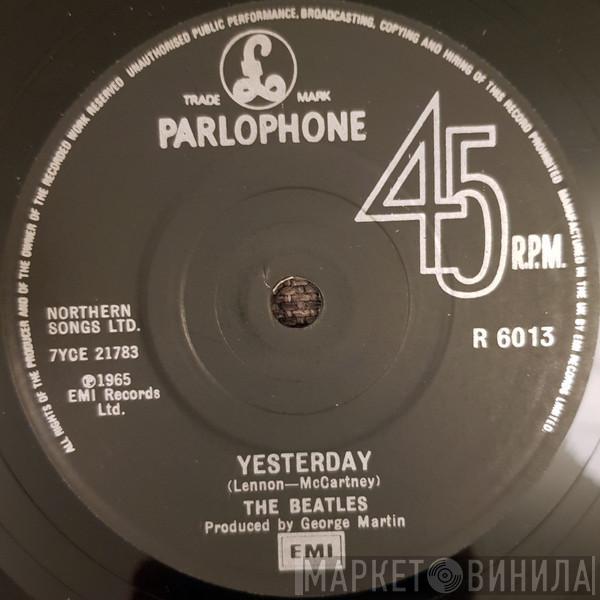 ALL RIGHTS OF THE PRODUCER AND OF THE OWNER OF THE RECORDED WORK RESERVED UNAUTHORISED PUBLIC PERFORMANCE, BROADCASTING, COPYING AND HIRING OF THIS RECORD PROHIBITED MANUFACTURED IN THE UK BY EMI RECORDS LIMITED.
£
TRADE MARK
PARLOPHONE
45 R.P.M.
NORTHERN
SONGS LTD.
7YCE 21783
R 6013
℗1965
EMI Records
Ltd.
YESTERDAY
(Lennon—McCartney)
THE BEATLES
Produced by George Martin
EMI
МАРКЕТ ВИНИЛА